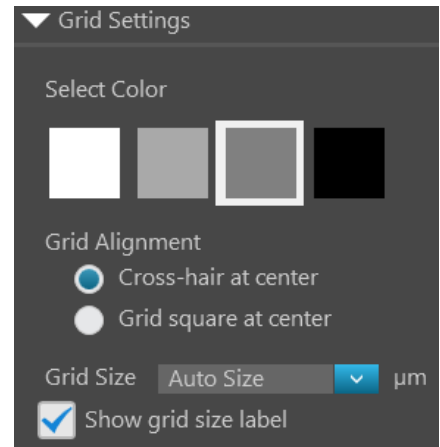 Grid Settings
Select Color
Grid Alignment
Cross-hair at center
Grid square at center
Grid Size Auto Size µm
Show grid size label